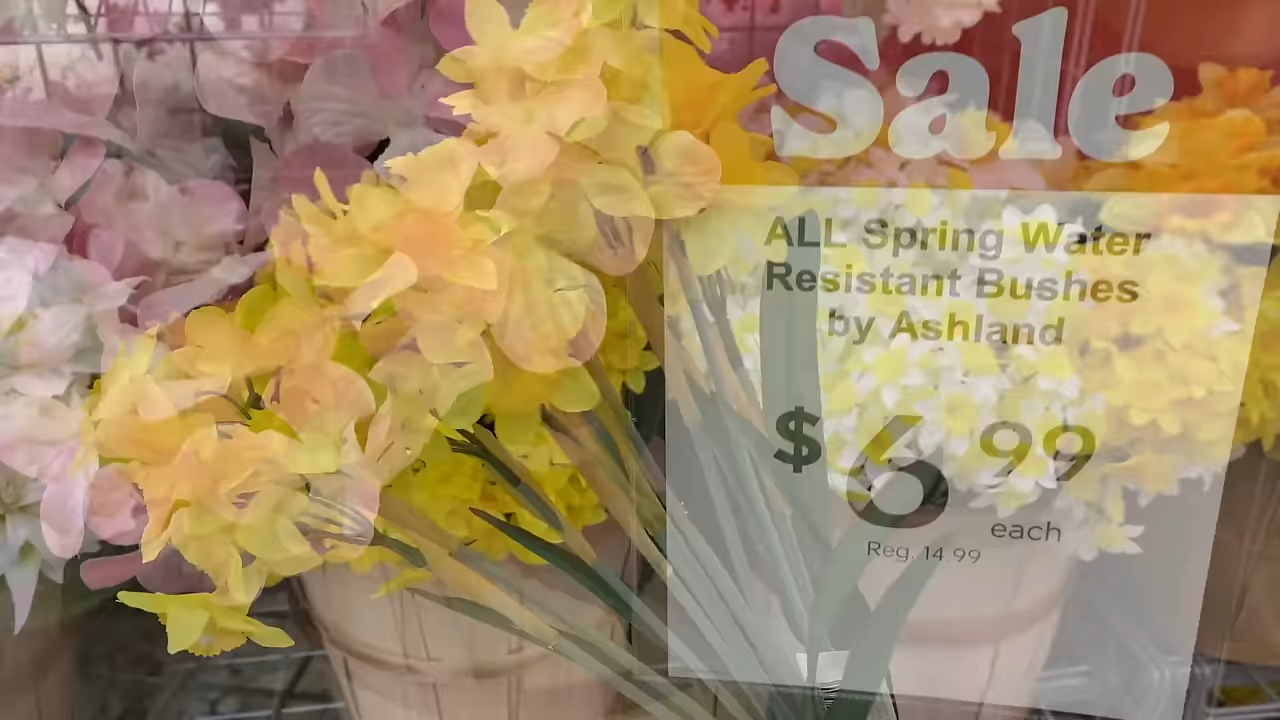 Sale
ALL Spring Water
Resistant Bushes
by Ashland
$6.99
each
Reg. 14.99